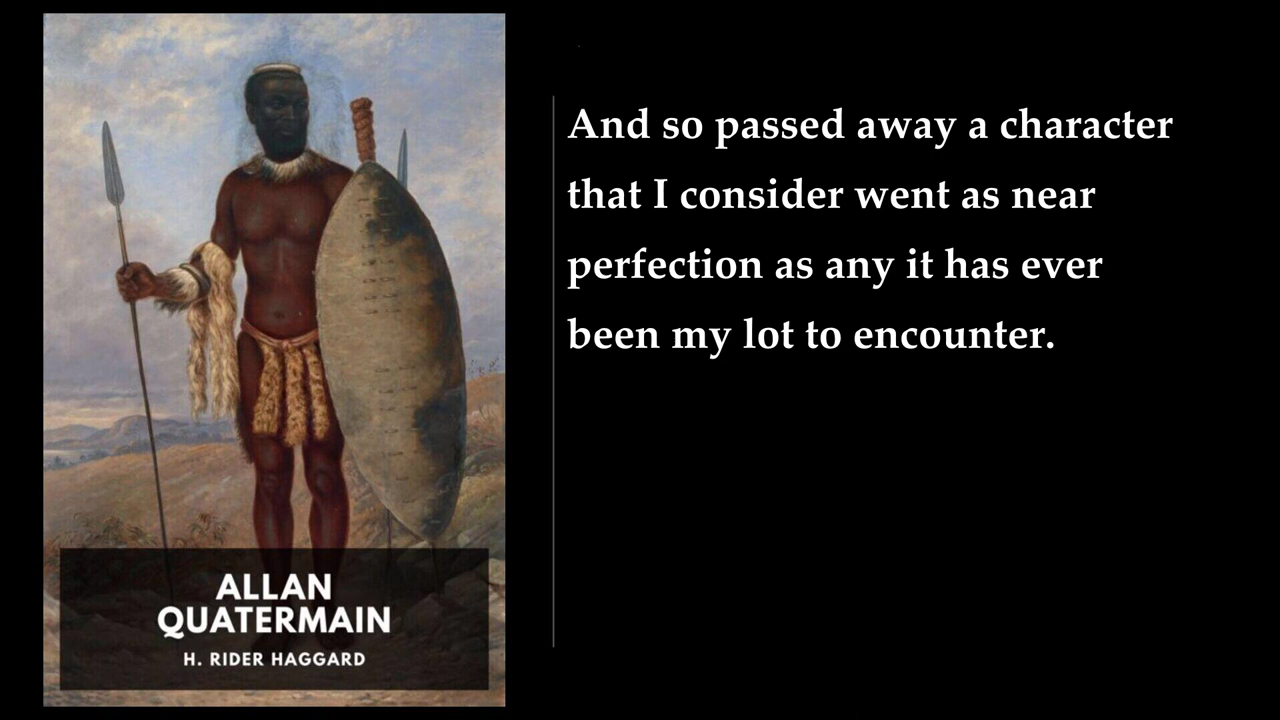 And so passed away a character
that I consider went as near
perfection as any it has ever
been my lot to encounter.
ALLAN
QUATERMAIN
H. RIDER HAGGARD